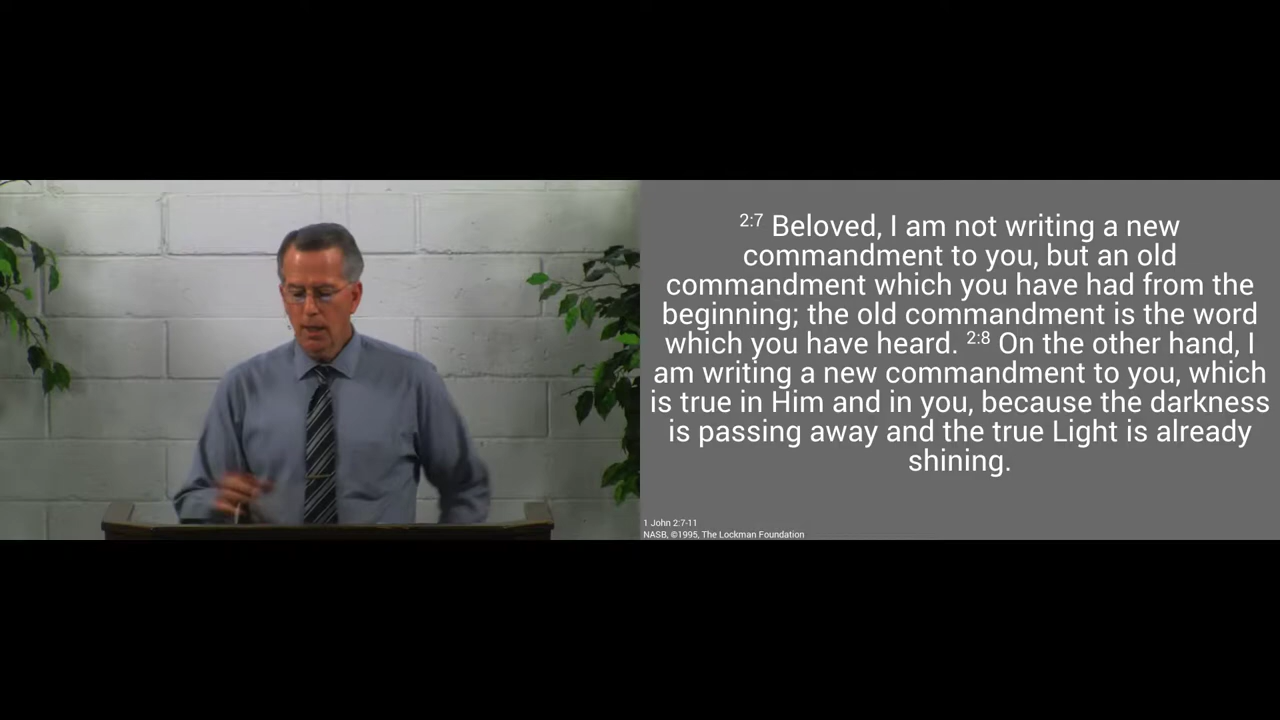 2:7 Beloved, I am not writing a new
commandment to you, but an old
commandment which you have had from the
beginning; the old commandment is the word
which you have heard. 2:8 On the other hand, I
am writing a new commandment to you, which
is true in Him and in you, because the darkness
is passing away and the true Light is already
shining.
1 John 2:7-11
NASB, ©1995, The Lockman Foundation